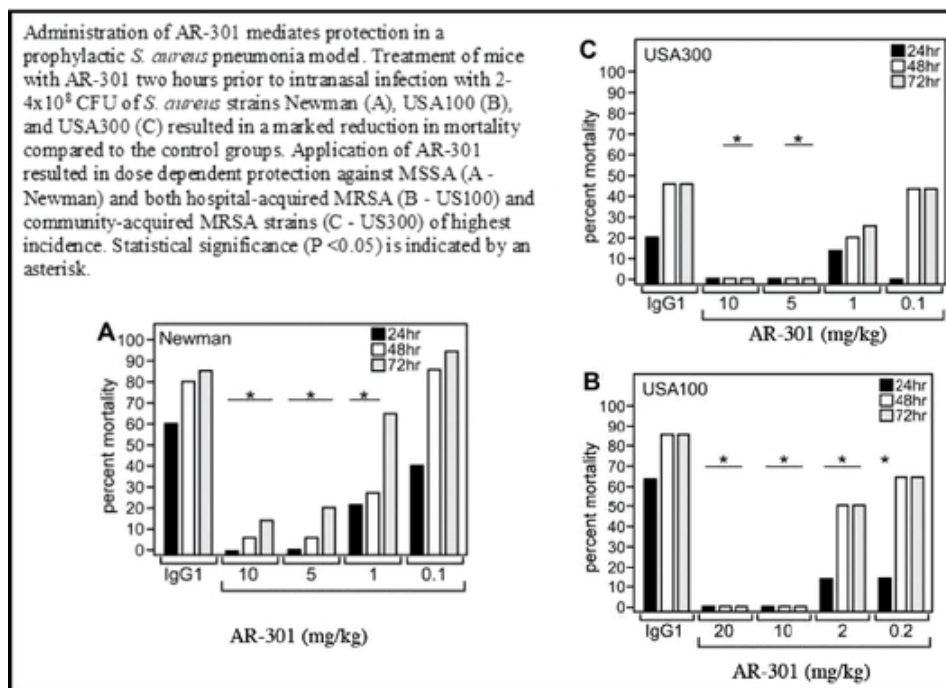 Administration of AR-301 mediates protection in a
prophylactic S. aureus pneumonia model. Treatment of mice
with AR-301 two hours prior to intranasal infection with 2-
4x10⁸ CFU of S. aureus strains Newman (A), USA100 (B),
and USA300 (C) resulted in a marked reduction in mortality
compared to the control groups. Application of AR-301
resulted in dose dependent protection against MSSA (A -
Newman) and both hospital-acquired MRSA (B - US100) and
community-acquired MRSA strains (C - US300) of highest
incidence. Statistical significance (P <0.05) is indicated by an
asterisk.
A
Newman
24hr
48hr
72hr
percent mortality
100
90
80
70
60
50
40
30
20
10
0
* * *
IgG1 10 5 1 0.1
AR-301 (mg/kg)
C
USA300
24hr
48hr
72hr
percent mortality
100
90
80
70
60
50
40
30
20
10
0
* *
IgG1 10 5 1 0.1
AR-301 (mg/kg)
B
USA100
24hr
48hr
72hr
percent mortality
100
90
80
70
60
50
40
30
20
10
0
* * * *
IgG1 20 10 2 0.2
AR-301 (mg/kg)